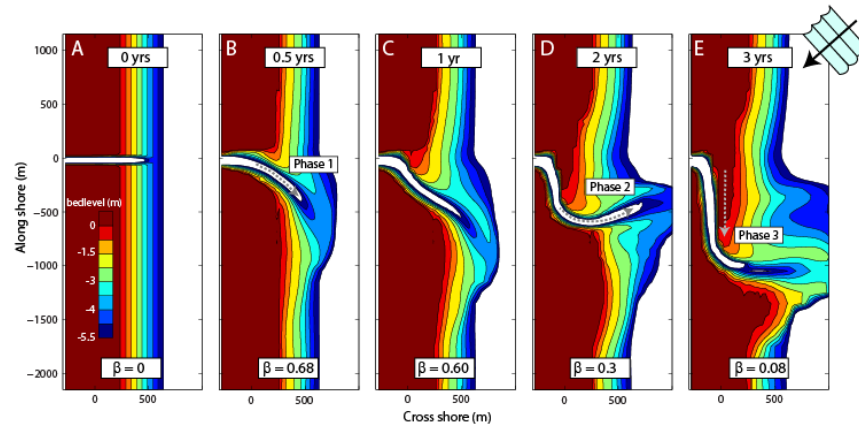 A
0 yrs
B
0.5 yrs
C
1 yr
D
2 yrs
E
3 yrs
1000
500
0
-500
-1000
-1500
-2000
Along shore (m)
bedlevel (m)
0
-1.5
-3
-4
-5.5
Phase 1
Phase 2
Phase 3
β = 0
β = 0.68
β = 0.60
β = 0.3
β = 0.08
0 500
0 500
0 500
0 500
0 500
Cross shore (m)